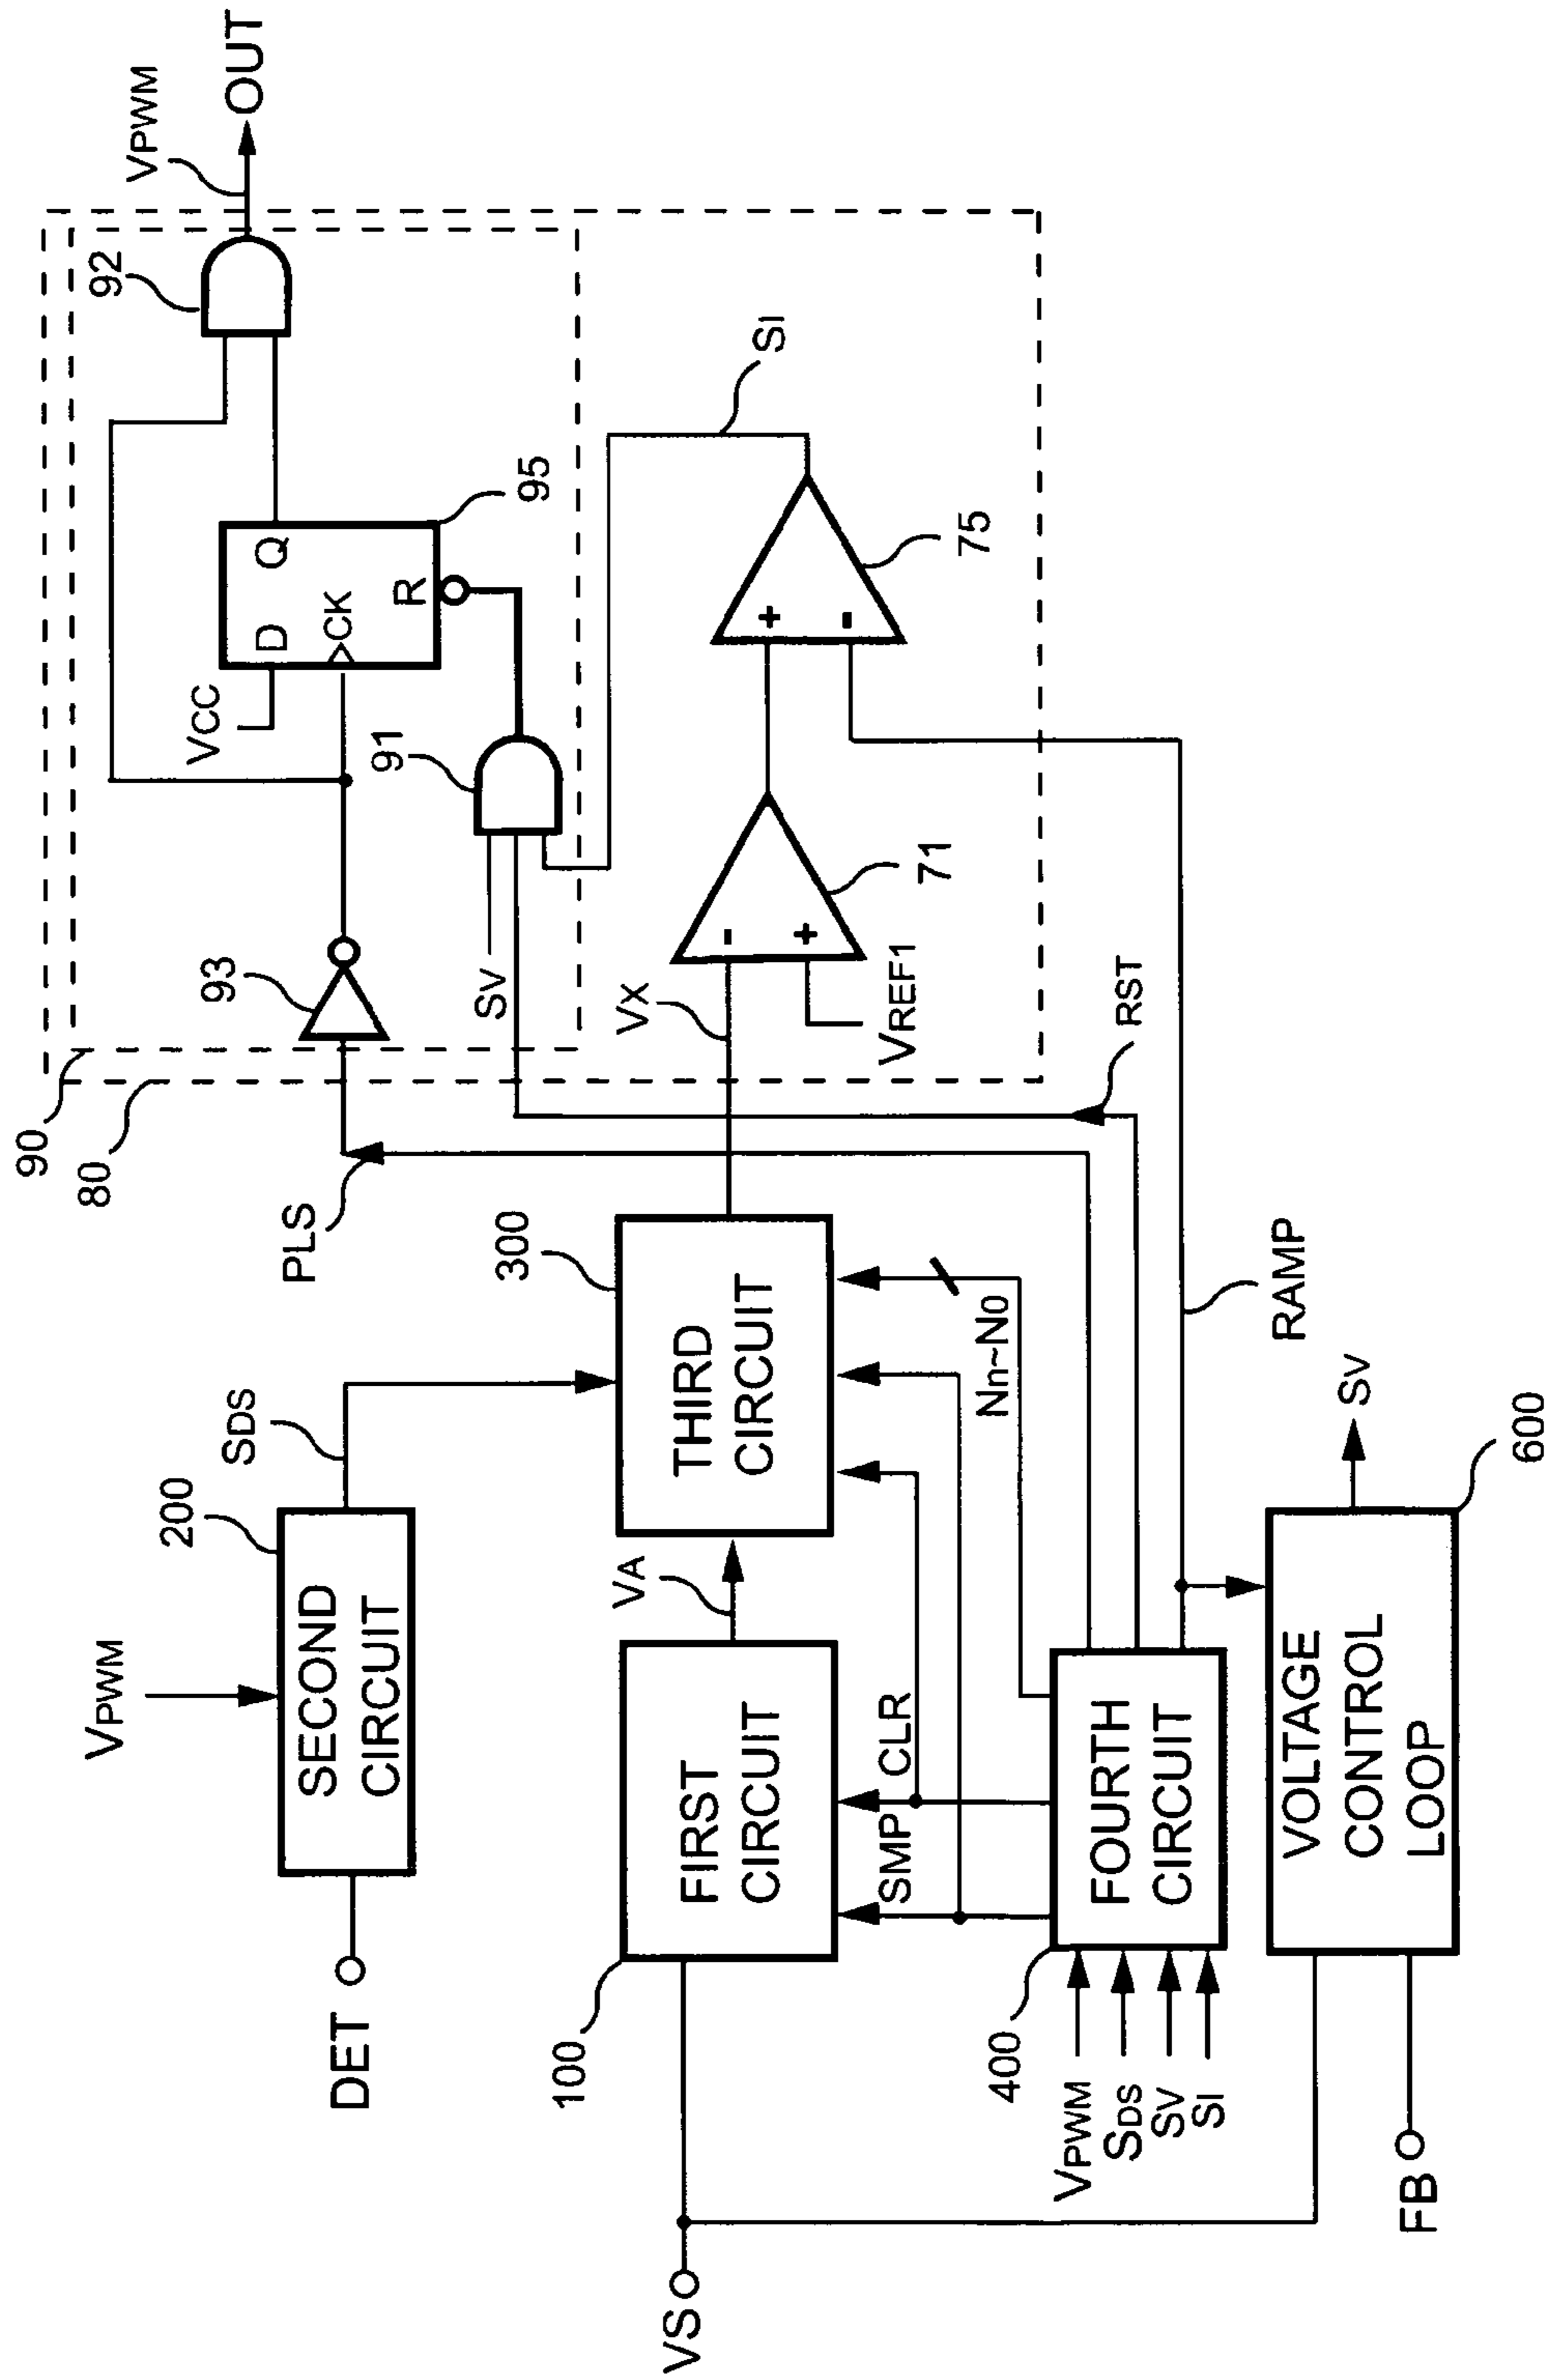 90
80
PLS
93
VCC
D
Q
CK
R
95
91
SV
92
VPWM
OUT
VPWM
SECOND
CIRCUIT
200
SDS
DET
300
THIRD
CIRCUIT
VX
-
+
VREF1
71
+
-
75
SI
FIRST
CIRCUIT
100
VA
VS
SMP
CLR
Nn~N0
RST
RAMP
FOURTH
CIRCUIT
400
VPWM
SDS
SV
SI
VOLTAGE
CONTROL
LOOP
600
SV
FB